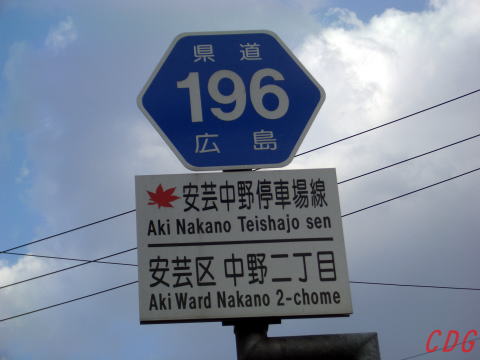 県道
196
広島
安芸中野停車場線
Aki Nakano Teishajo sen
安芸区 中野二丁目
Aki Ward Nakano 2-chome
CDG